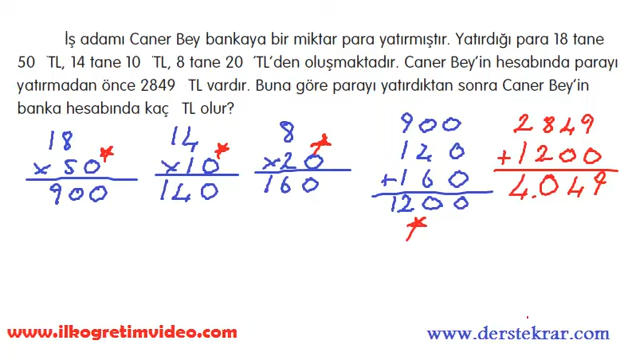 İş adamı Caner Bey bankaya bir miktar para yatırmıştır. Yatırdığı para 18 tane
50 TL, 14 tane 10 TL, 8 tane 20 TL'den oluşmaktadır. Caner Bey'in hesabında parayı
yatırmadan önce 2849 TL vardır. Buna göre parayı yatırdıktan sonra Caner Bey'in
banka hesabında kaç TL olur?
18
x 50
900
14
x 10
140
8
x 20
160
900
140
+ 160
1200
2849
+ 1200
4.049
www.ilkogretimvideo.com
www.derstekrar.com